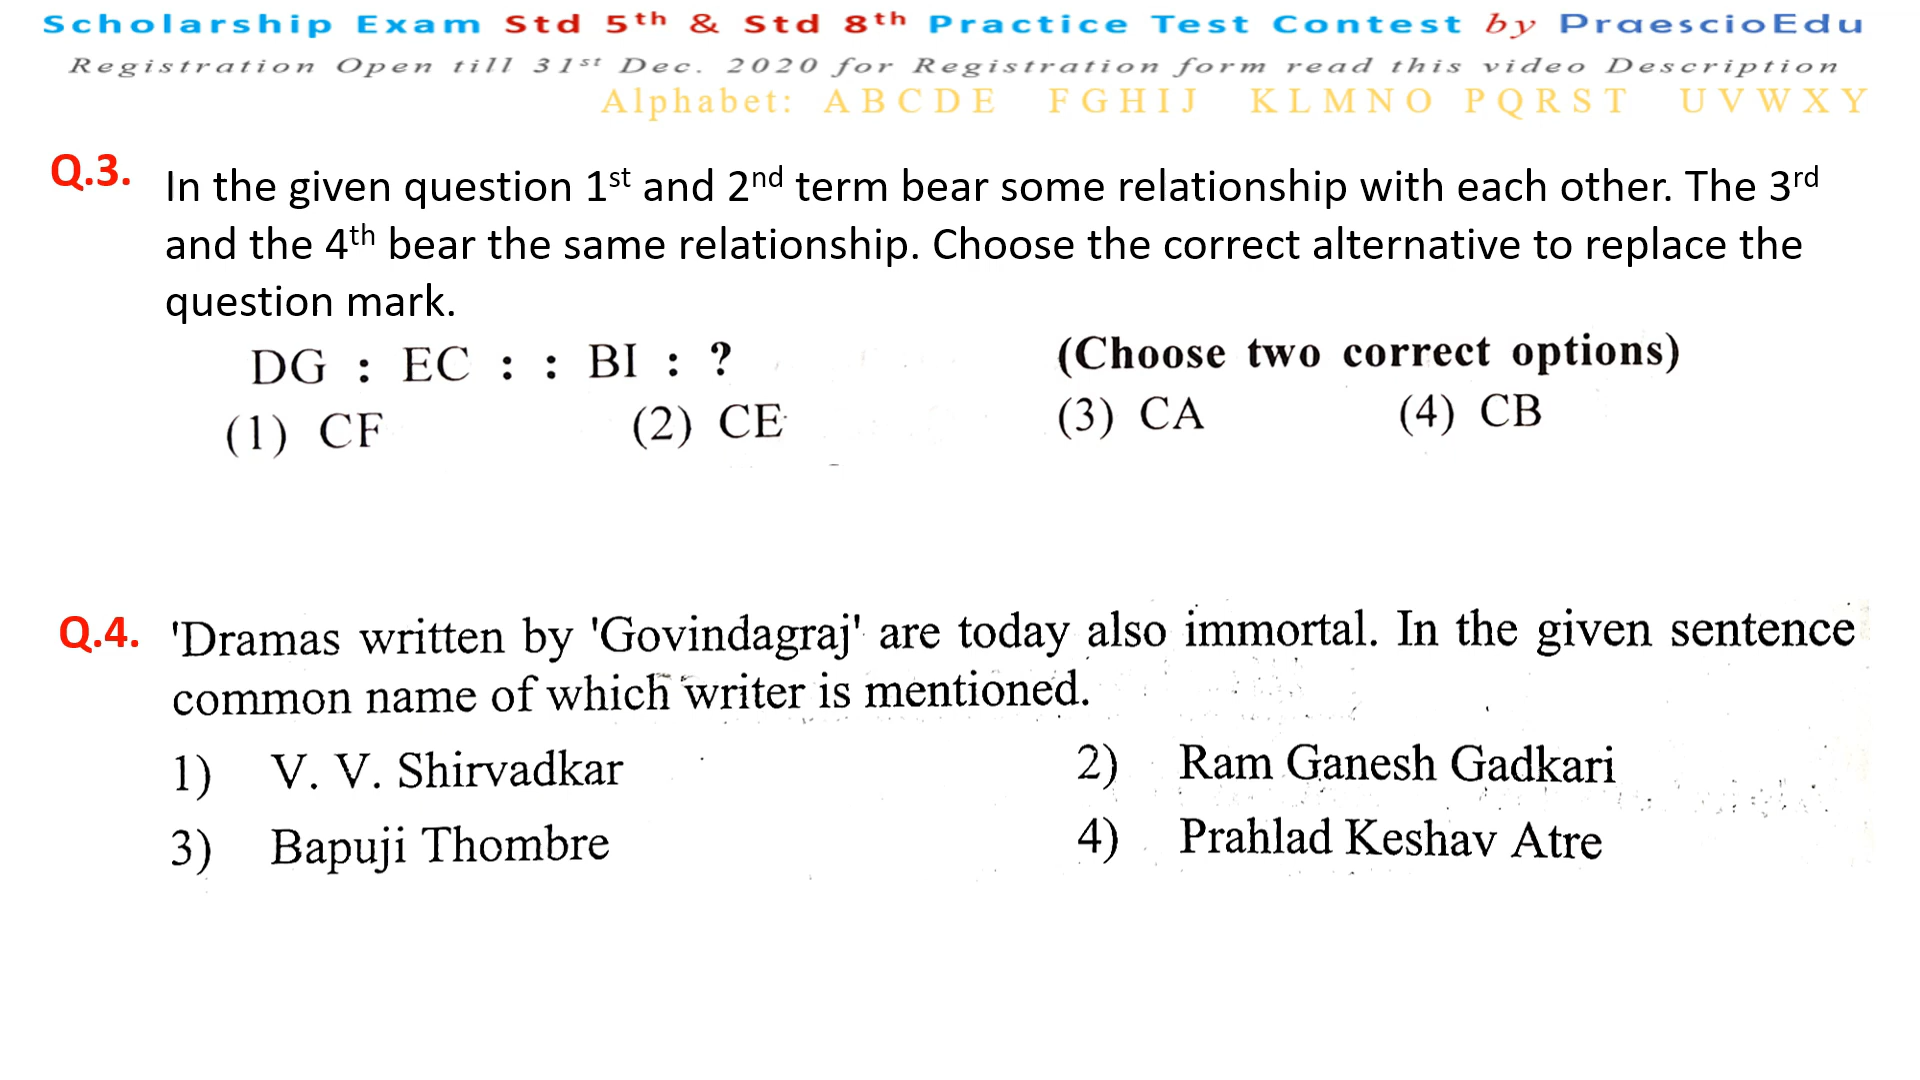 Scholarship Exam Std 5th & Std 8th Practice Test Contest by PraescioEdu
Registration Open till 31st Dec. 2020 for Registration form read this video Description
Alphabet: A B C D E F G H I J K L M N O P Q R S T U V W X Y
Q.3. In the given question 1st and 2nd term bear some relationship with each other. The 3rd
and the 4th bear the same relationship. Choose the correct alternative to replace the
question mark.
DG : EC : : BI : ? (Choose two correct options)
(1) CF (2) CE (3) CA (4) CB
Q.4. 'Dramas written by 'Govindagraj' are today also immortal. In the given sentence
common name of which writer is mentioned.
1) V. V. Shirvadkar 2) Ram Ganesh Gadkari
3) Bapuji Thombre 4) Prahlad Keshav Atre